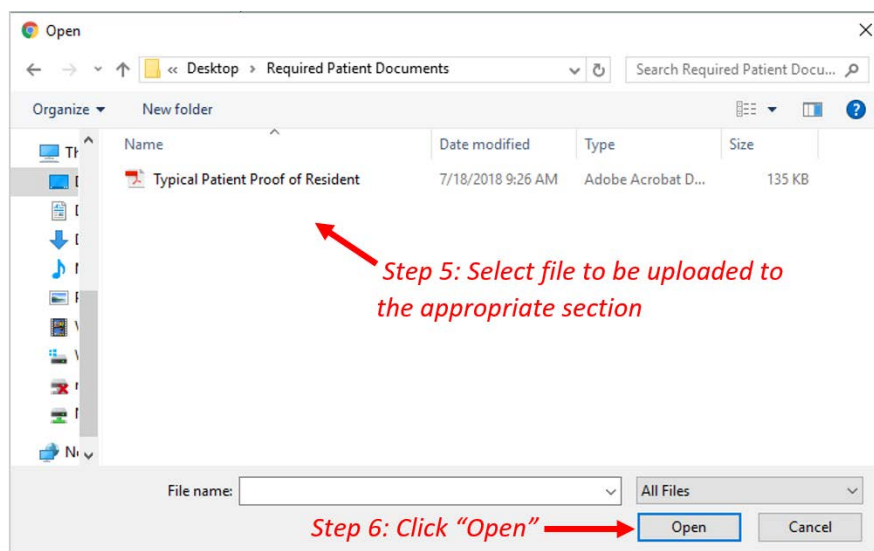 Open
« Desktop > Required Patient Documents
Search Required Patient Docu...
Organize
New folder
Name
Date modified
Type
Size
Typical Patient Proof of Resident
7/18/2018 9:26 AM
Adobe Acrobat D...
135 KB
Step 5: Select file to be uploaded to
the appropriate section
File name:
All Files
Step 6: Click “Open”
Open
Cancel